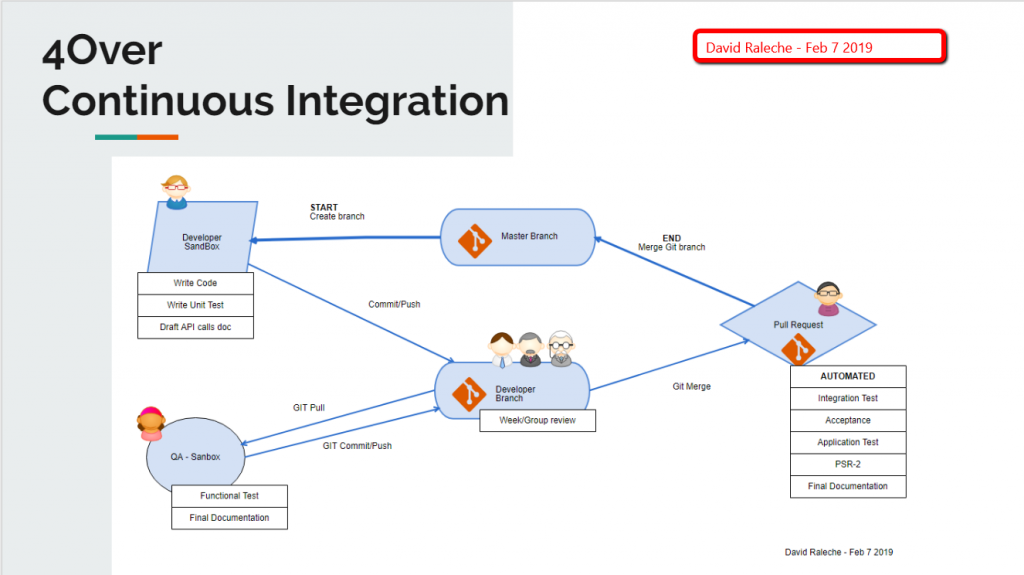 4Over
Continuous Integration
David Raleche - Feb 7 2019
START
Create branch
Developer
SandBox
Master Branch
END
Merge Git branch
Write Code
Write Unit Test
Draft API calls doc
Commit/Push
Pull Request
Developer
Branch
Git Merge
Week/Group review
GIT Pull
GIT Commit/Push
QA - Sanbox
Functional Test
Final Documentation
AUTOMATED
Integration Test
Acceptance
Application Test
PSR-2
Final Documentation
David Raleche - Feb 7 2019